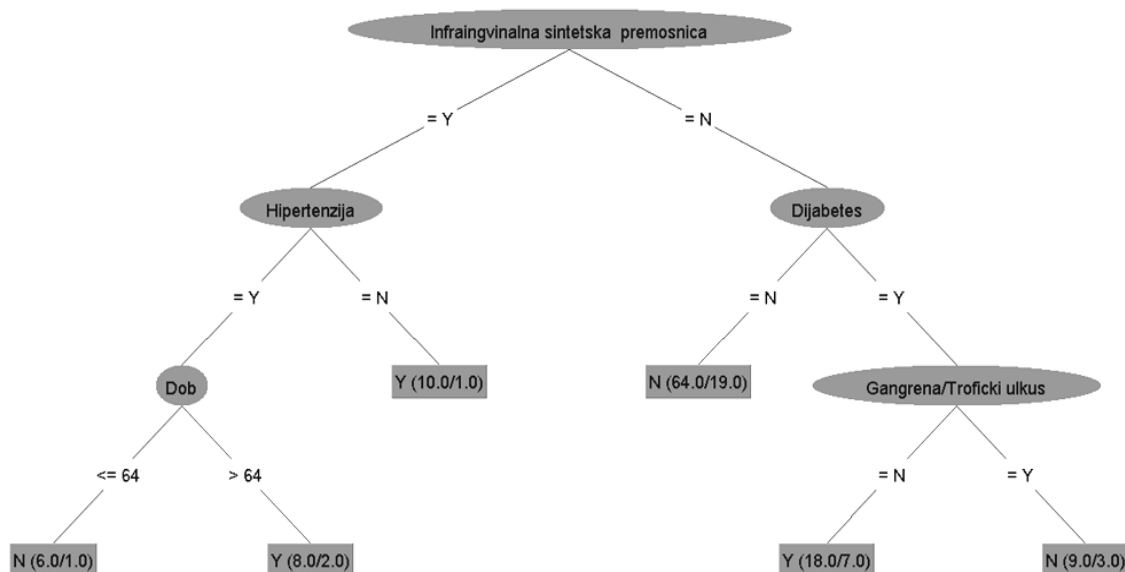 Infraingvinalna sintetska premosnica
= Y
= N
Hipertenzija
Dijabetes
= Y
= N
= N
= Y
Dob
Y (10.0/1.0)
N (64.0/19.0)
Gangrena/Troficki ulkus
<= 64
> 64
= N
= Y
N (6.0/1.0)
Y (8.0/2.0)
Y (18.0/7.0)
N (9.0/3.0)